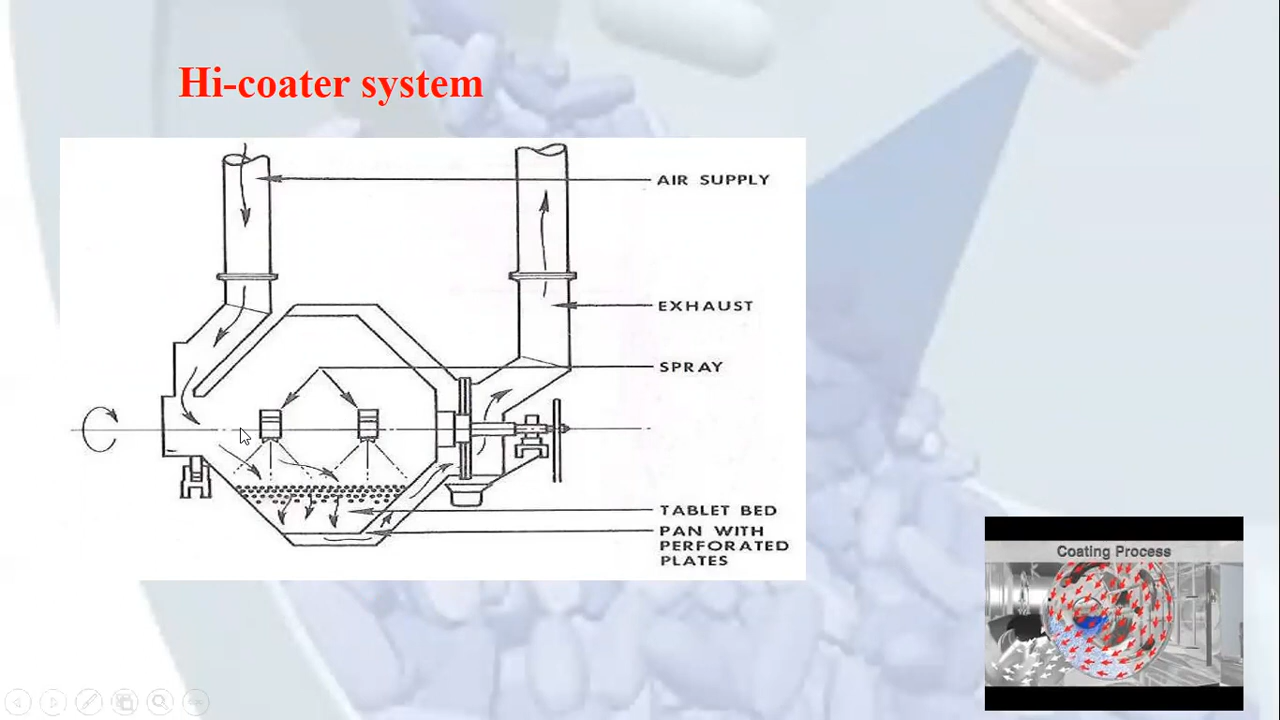 Hi-coater system
AIR SUPPLY
EXHAUST
SPRAY
TABLET BED
PAN WITH
PERFORATED
PLATES
Coating Process